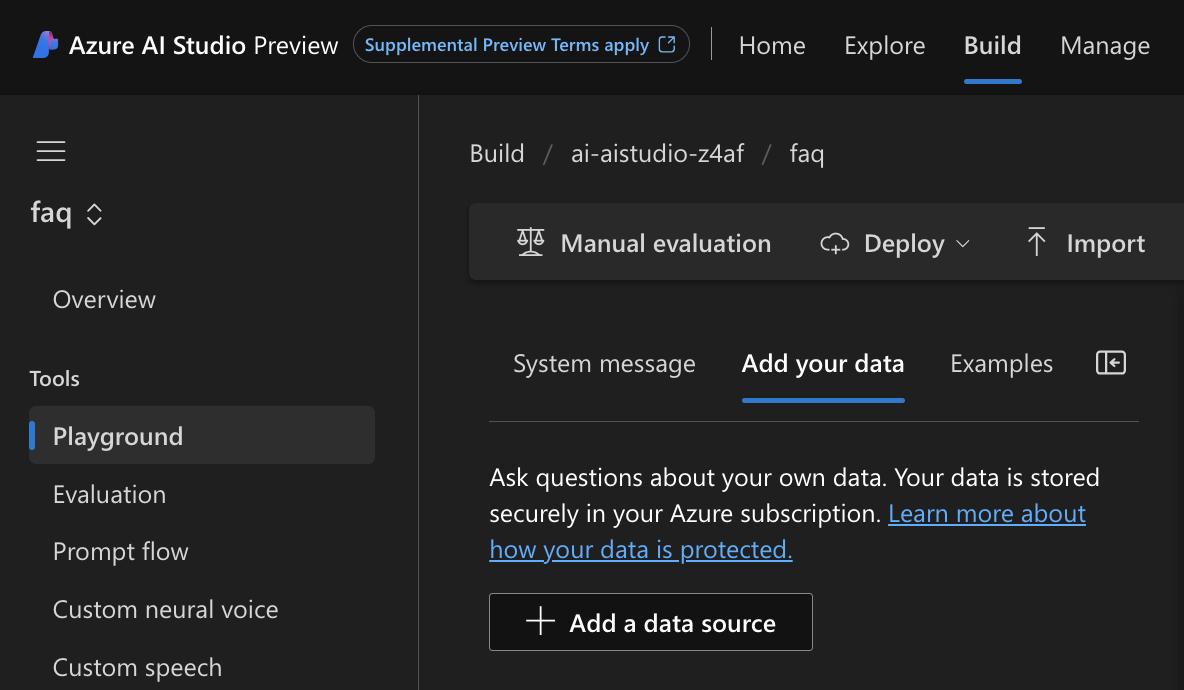 Azure AI Studio Preview Supplemental Preview Terms apply Home Explore Build Manage
Build / ai-aistudio-z4af / faq
faq
Manual evaluation Deploy Import
Overview
System message Add your data Examples
Tools
Playground
Evaluation
Prompt flow
Custom neural voice
Custom speech
Ask questions about your own data. Your data is stored
securely in your Azure subscription. Learn more about
how your data is protected.
Add a data source